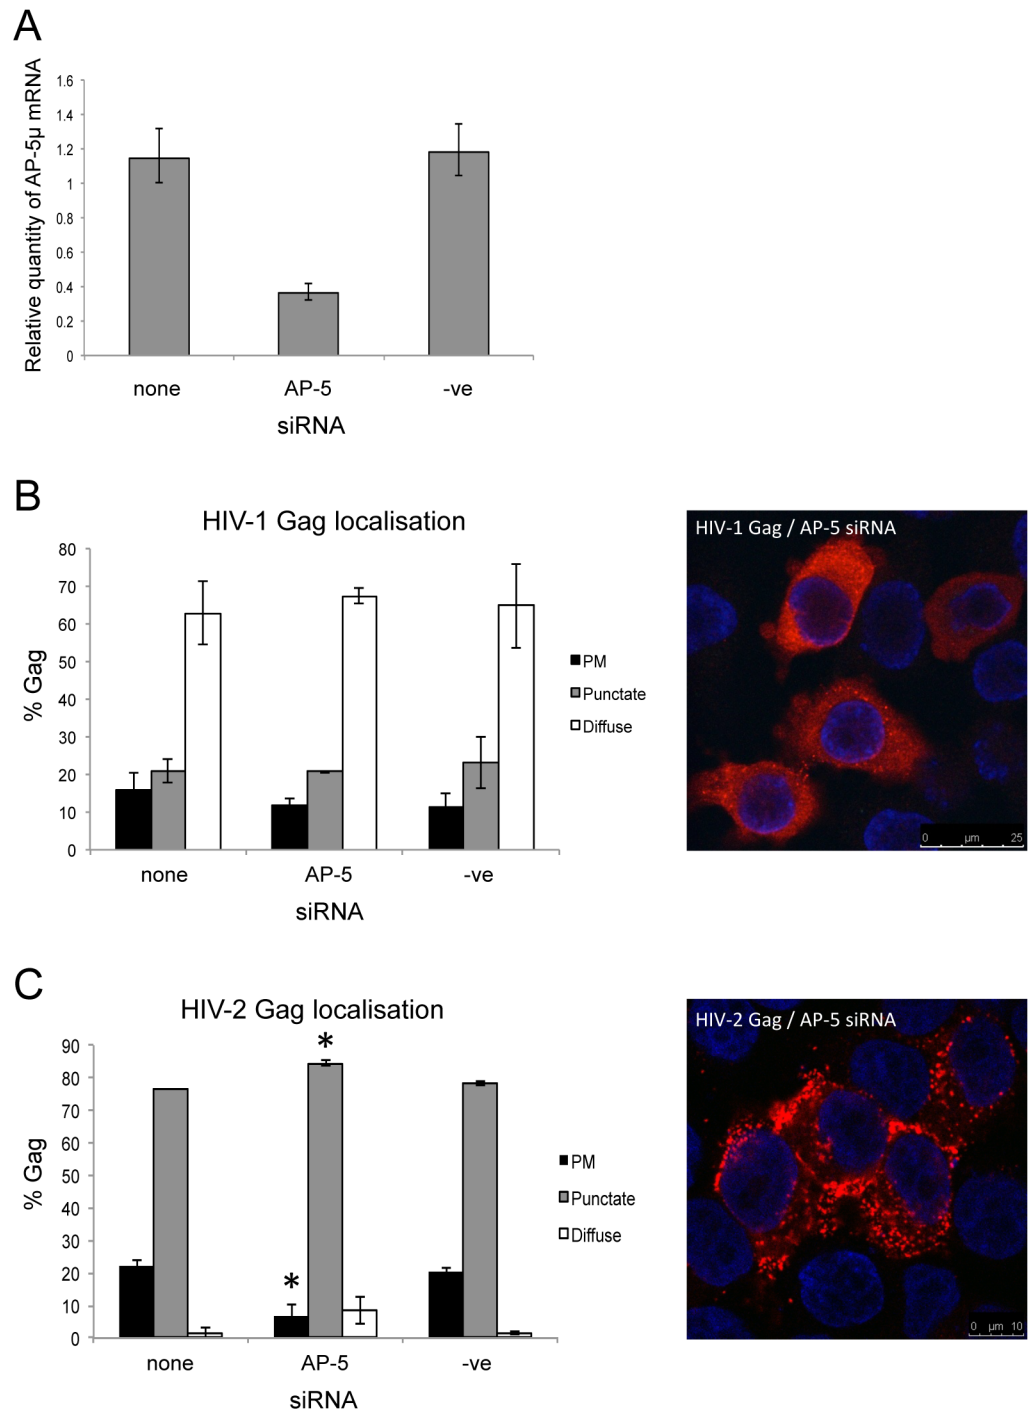 A
Relative quantity of AP-5µ mRNA
1.6
1.4
1.2
1
0.8
0.6
0.4
0.2
0
none AP-5 -ve
siRNA
B
HIV-1 Gag localisation
% Gag
80
70
60
50
40
30
20
10
0
none AP-5 -ve
siRNA
PM
Punctate
Diffuse
HIV-1 Gag / AP-5 siRNA
0 µm 25
C
HIV-2 Gag localisation
% Gag
90
80
70
60
50
40
30
20
10
0
*
*
none AP-5 -ve
siRNA
PM
Punctate
Diffuse
HIV-2 Gag / AP-5 siRNA
0 µm 10